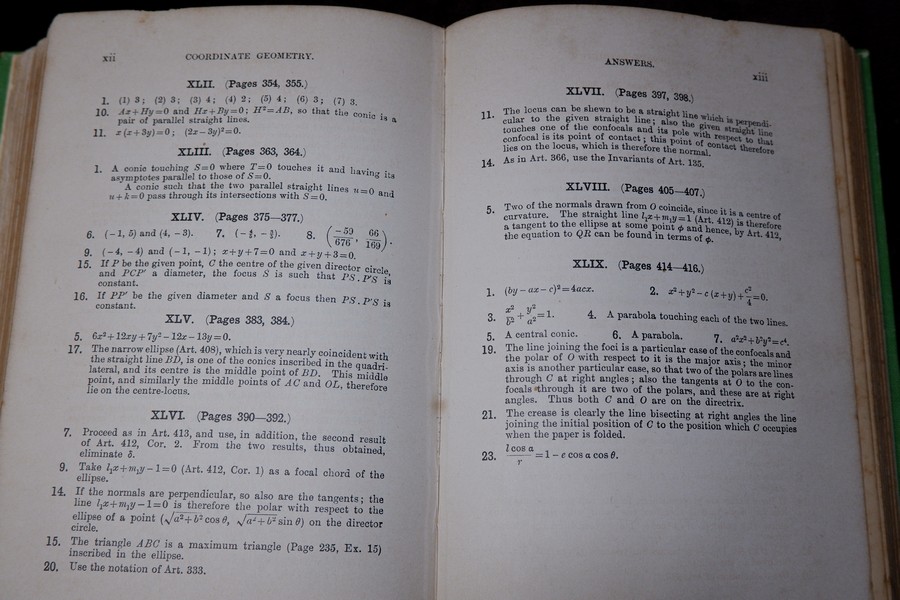 xii
COORDINATE GEOMETRY.
XLII. (Pages 354, 355.)
1. (1) 3; (2) 3; (3) 4; (4) 2; (5) 4; (6) 3; (7) 3.
10. Ax+Hy=0 and Hx+By=0; H²=AB, so that the conic is a
pair of parallel straight lines.
11. x(x+3y)=0; (2x−3y)²=0.
XLIII. (Pages 363, 364.)
1. A conic touching S=0 where T=0 touches it and having its
asymptotes parallel to those of S=0.
A conic such that the two parallel straight lines u=0 and
u+k=0 pass through its intersections with S=0.
XLIV. (Pages 375—377.)
6. (−1, 5) and (4, −3). 7. 8. (−59/676, 66/169).
9. (−4, −4) and (−1, −1); x+y+7=0 and x+y+3=0.
15. If P be the given point, C the centre of the given director circle,
and PCP′ a diameter, the focus S is such that PS.P′S is
constant.
16. If PP′ be the given diameter and S a focus then PS.P′S is
constant.
XLV. (Pages 383, 384.)
5. 6x²+12xy+7y²−12x−13y=0.
17. The narrow ellipse (Art. 408), which is very nearly coincident with
the straight line BD, is one of the conics inscribed in the quadri-
lateral, and its centre is the middle point of BD. This middle
point, and similarly the middle points of AC and OL, therefore
lie on the centre-locus.
XLVI. (Pages 390—392.)
7. Proceed as in Art. 413, and use, in addition, the second result
of Art. 412, Cor. 2. From the two results, thus obtained,
eliminate δ.
9. Take l₁x+m₁y−1=0 (Art. 412, Cor. 1) as a focal chord of the
ellipse.
14. If the normals are perpendicular, so also are the tangents; the
line l₁x+m₁y−1=0 is therefore the polar with respect to the
ellipse of a point (√a²+b² cos θ, √a²+b² sin θ) on the director
circle.
15. The triangle ABC is a maximum triangle (Page 235, Ex. 15)
inscribed in the ellipse.
20. Use the notation of Art. 333.
ANSWERS.
xiii
XLVII. (Pages 397, 398.)
11. The locus can be shewn to be a straight line which is perpendi-
cular to the given straight line; also the given straight line
touches one of the confocals and its pole with respect to that
confocal is its point of contact; this point of contact therefore
lies on the locus, which is therefore the normal.
14. As in Art. 366, use the Invariants of Art. 135.
XLVIII. (Pages 405—407.)
5. Two of the normals drawn from O coincide, since it is a centre of
curvature. The straight line l₁x+m₁y=1 (Art. 412) is therefore
a tangent to the ellipse at some point φ and hence, by Art. 412,
the equation to QR can be found in terms of φ.
XLIX. (Pages 414—416.)
1. (by−ax−c)²=4acx. 2. x²+y²−c(x+y)+c²/4=0.
3. x²/b²+y²/a²=1. 4. A parabola touching each of the two lines.
5. A central conic. 6. A parabola. 7. a²x²+b²y²=c⁴.
19. The line joining the foci is a particular case of the confocals and
the polar of O with respect to it is the major axis; the minor
axis is another particular case, so that two of the polars are lines
through C at right angles; also the tangents at O to the con-
focals through it are two of the polars, and these are at right
angles. Thus both C and O are on the directrix.
21. The crease is clearly the line bisecting at right angles the line
joining the initial position of C to the position which C occupies
when the paper is folded.
23. l cos α/r=1−e cos α cos θ.